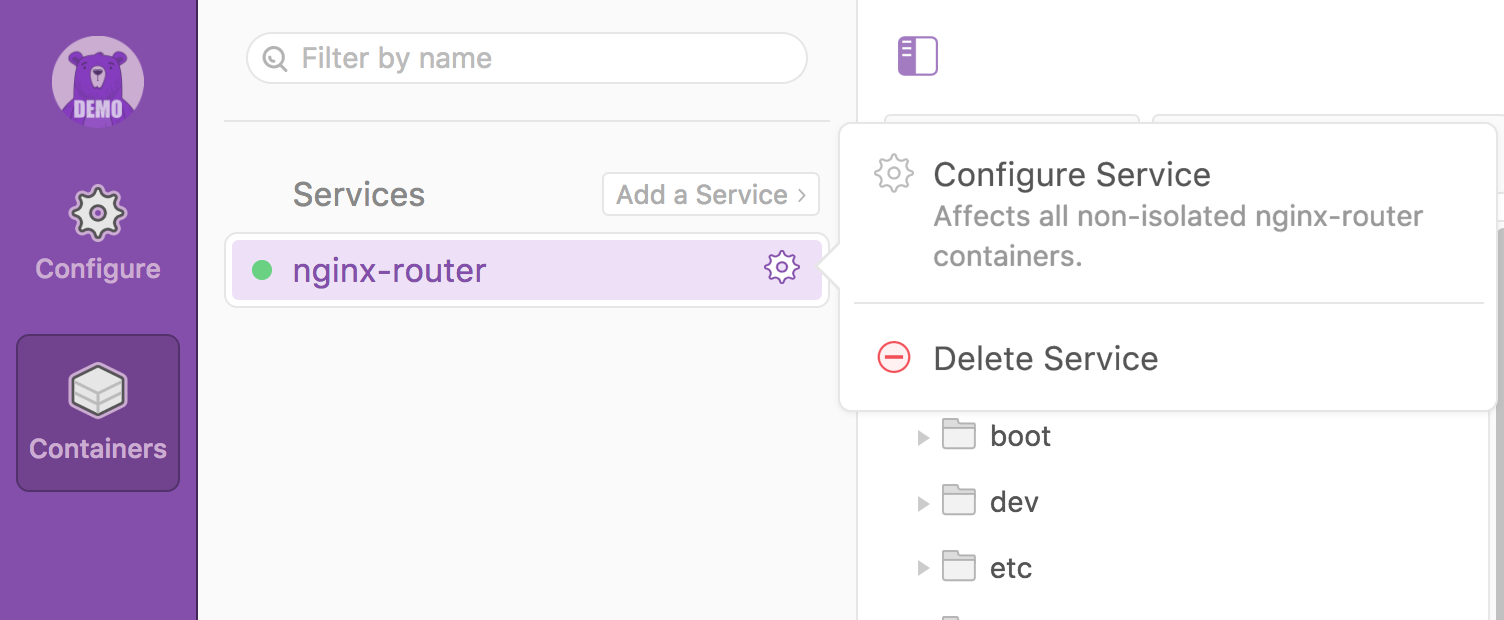 DEMO
Configure
Containers
Filter by name
Services
Add a Service ›
nginx-router
Configure Service
Affects all non-isolated nginx-router
containers.
Delete Service
boot
dev
etc